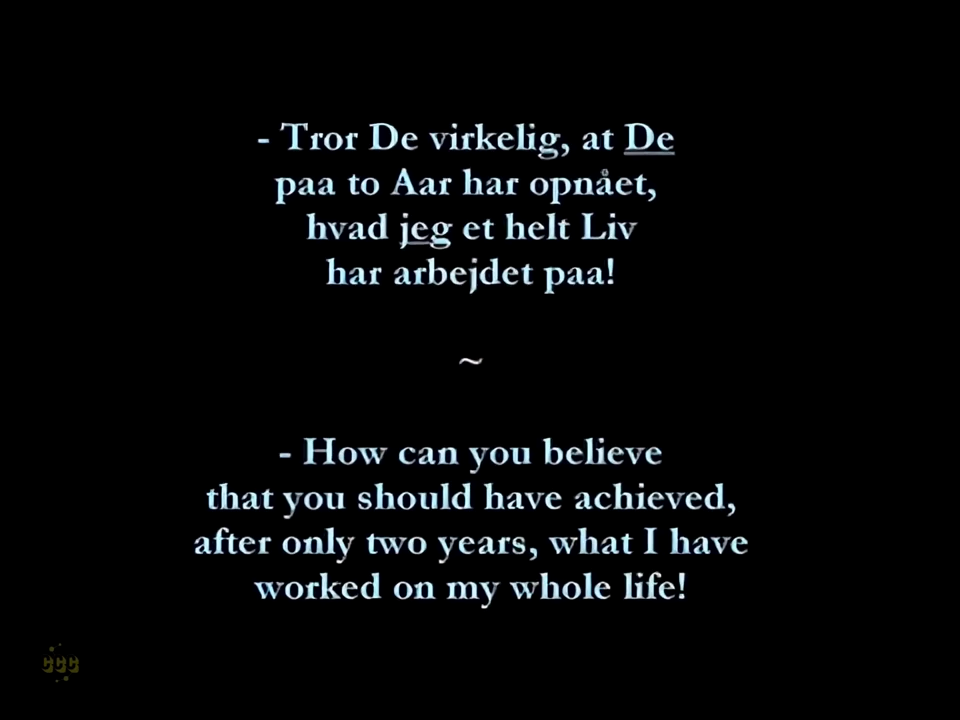 - Tror De virkelig, at De
paa to Aar har opnået,
hvad jeg et helt Liv
har arbejdet paa!
~
- How can you believe
that you should have achieved,
after only two years, what I have
worked on my whole life!
CCC